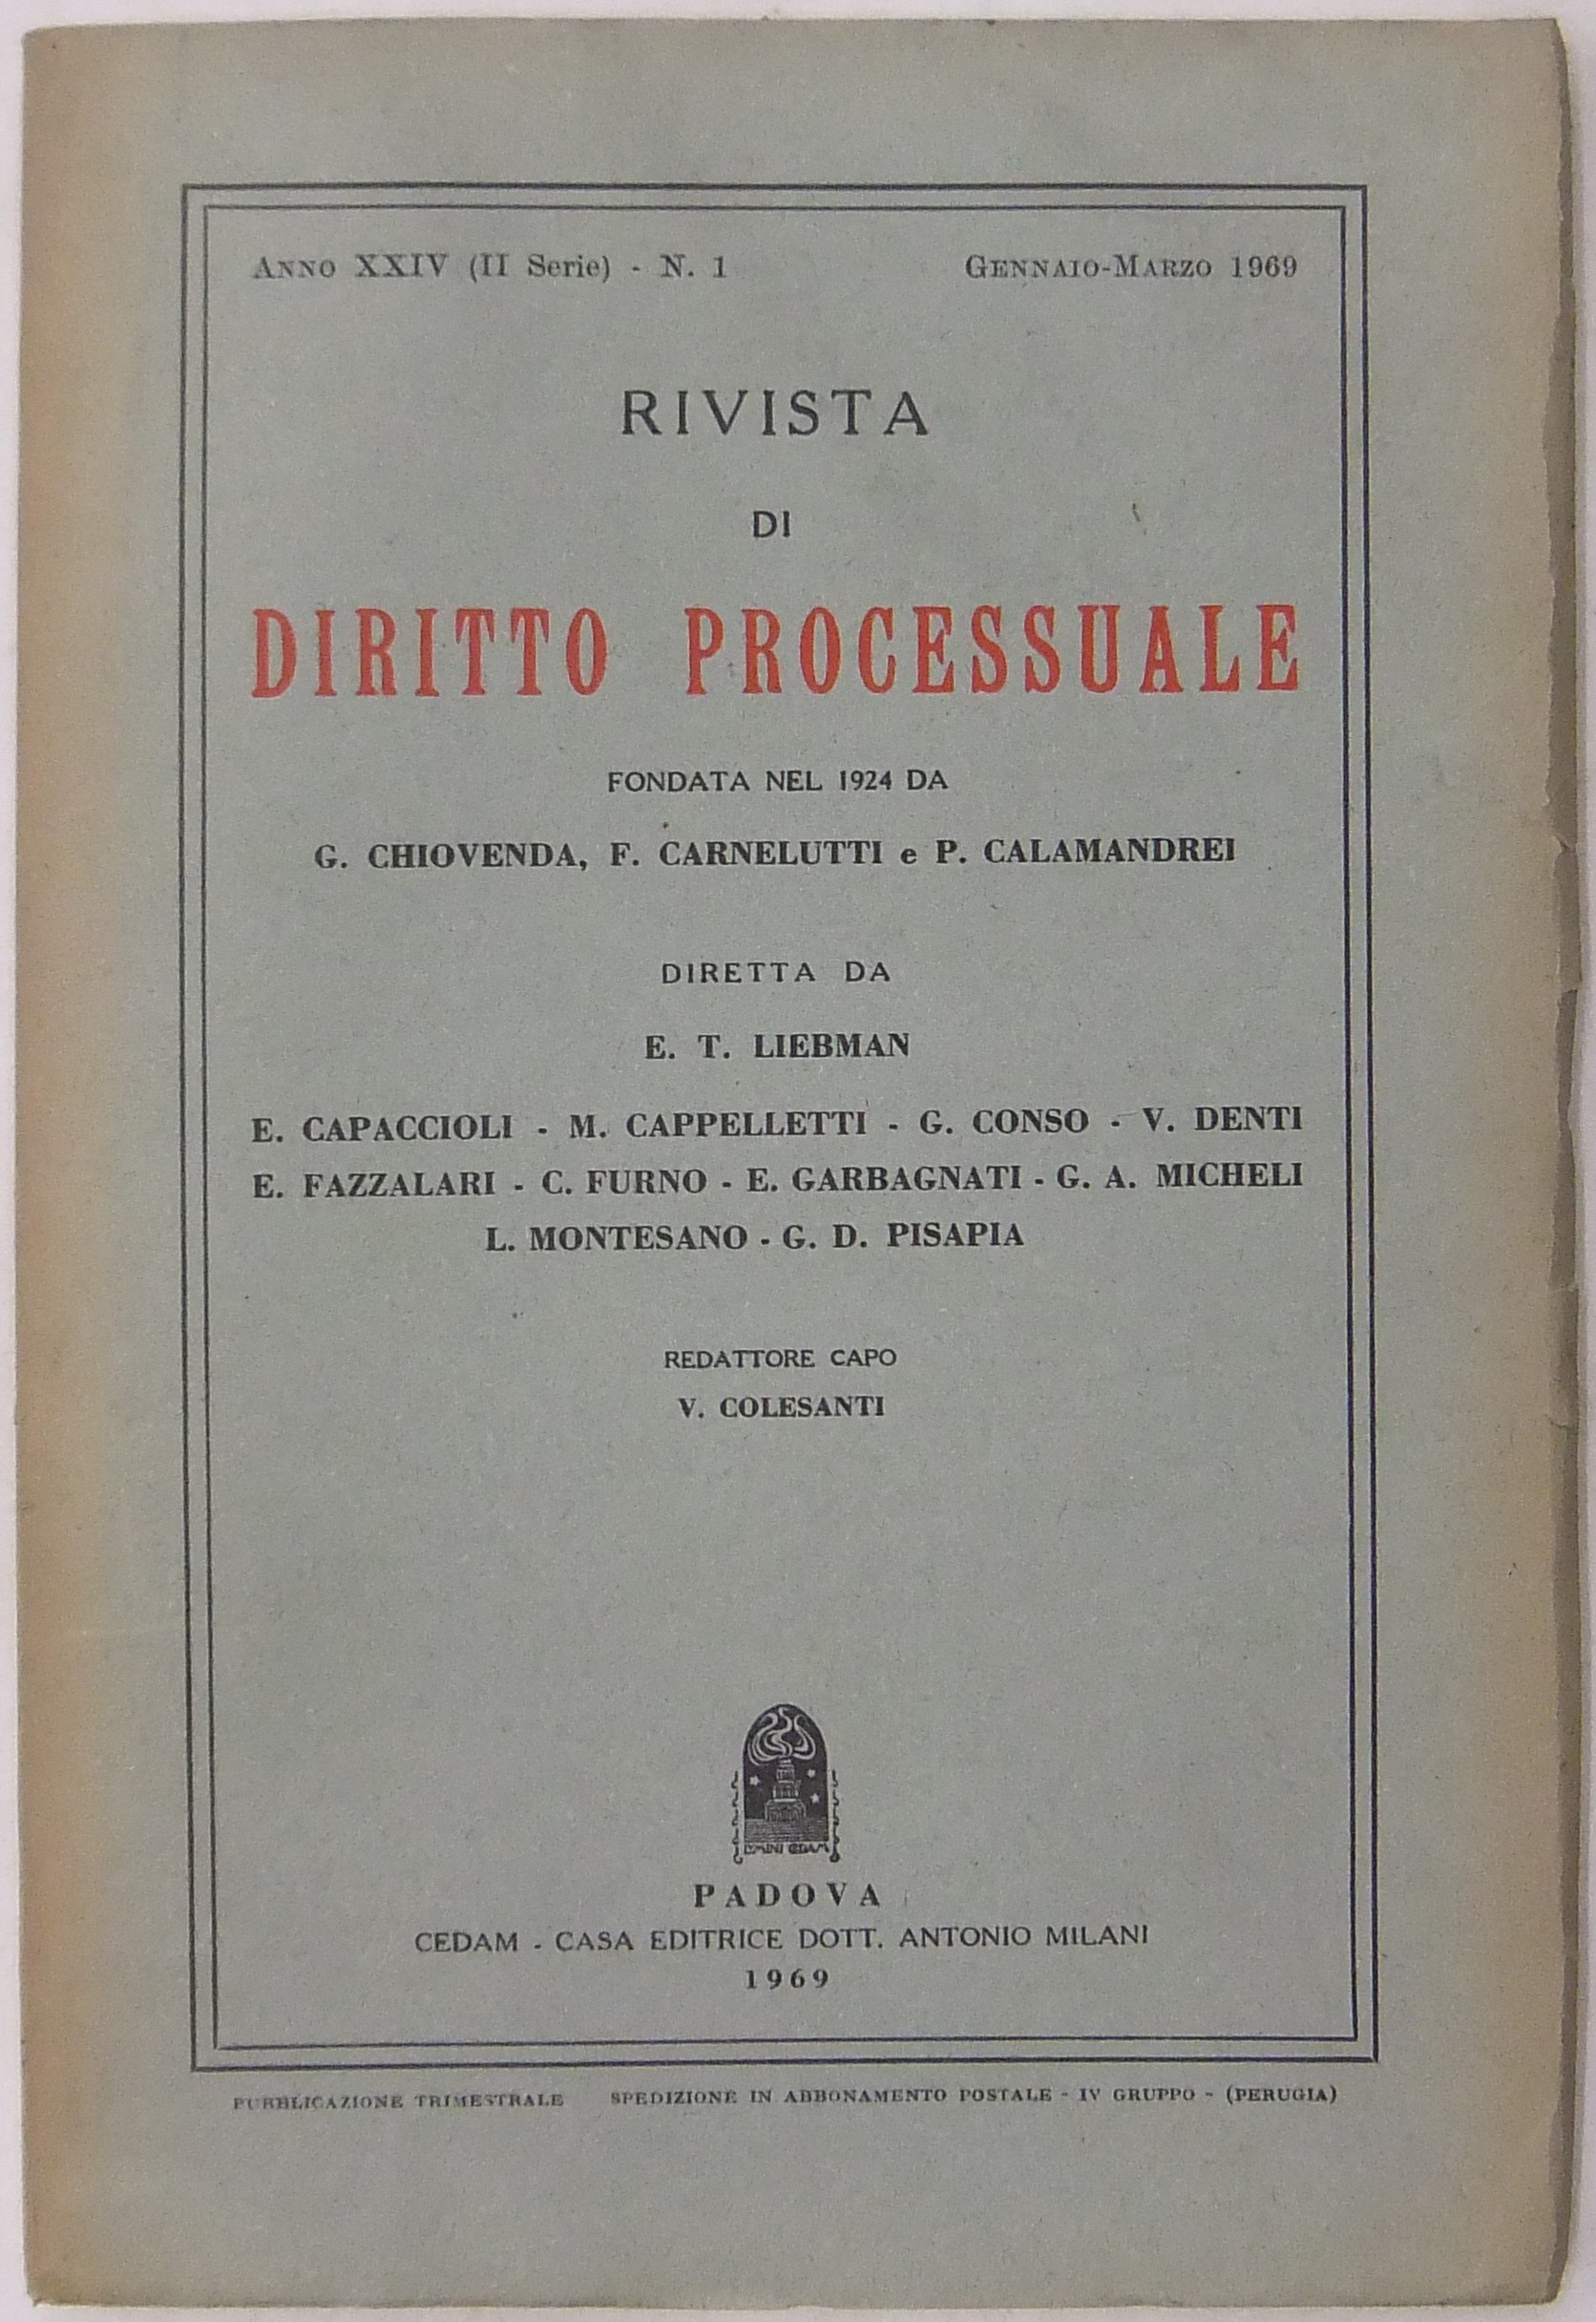 ANNO XXIV (II Serie) - N. 1 GENNAIO-MARZO 1969
RIVISTA
DI
DIRITTO PROCESSUALE
FONDATA NEL 1924 DA
G. CHIOVENDA, F. CARNELUTTI e P. CALAMANDREI
DIRETTA DA
E. T. LIEBMAN
E. CAPACCIOLI - M. CAPPELLETTI - G. CONSO - V. DENTI
E. FAZZALARI - C. FURNO - E. GARBAGNATI - G. A. MICHELI
L. MONTESANO - G. D. PISAPIA
REDATTORE CAPO
V. COLESANTI
PADOVA
CEDAM - CASA EDITRICE DOTT. ANTONIO MILANI
1969
PUBBLICAZIONE TRIMESTRALE SPEDIZIONE IN ABBONAMENTO POSTALE - IV GRUPPO - (PERUGIA)